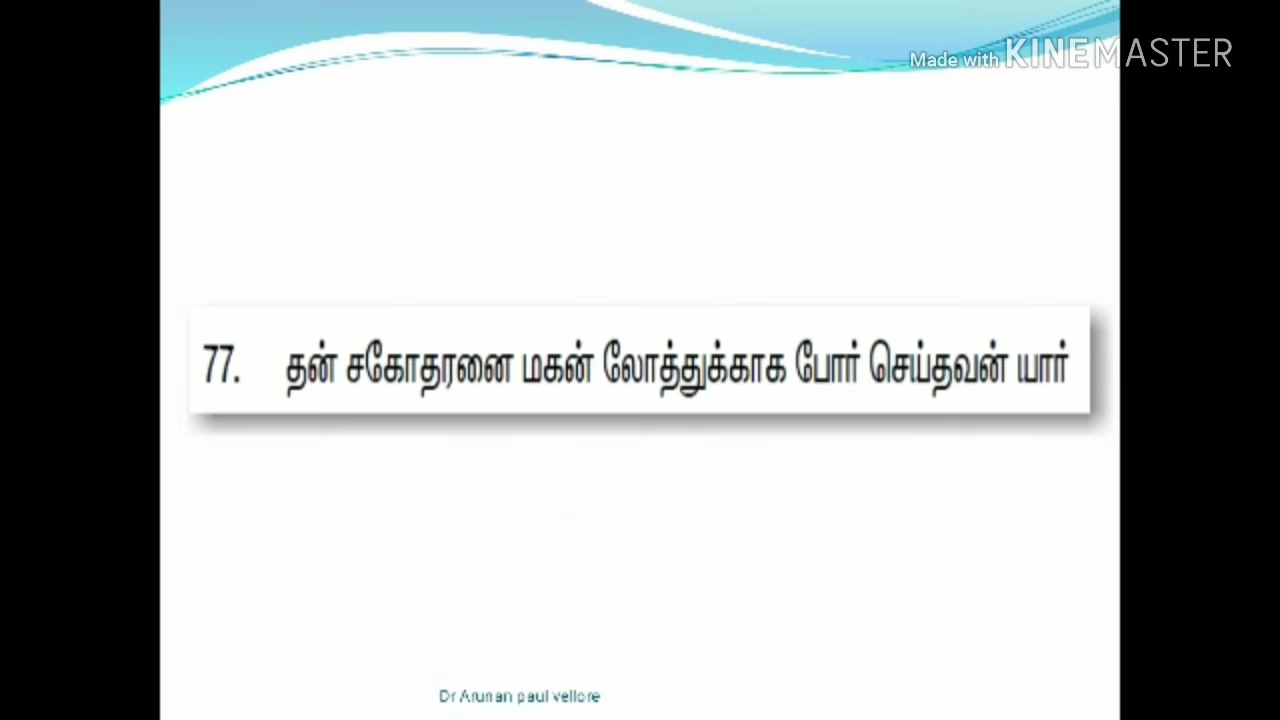 Made with KINEMASTER
77. தன் சகோதரனை மகன் லோத்துக்காக போர் செய்தவன் யார்
Dr Arunan paul vellore